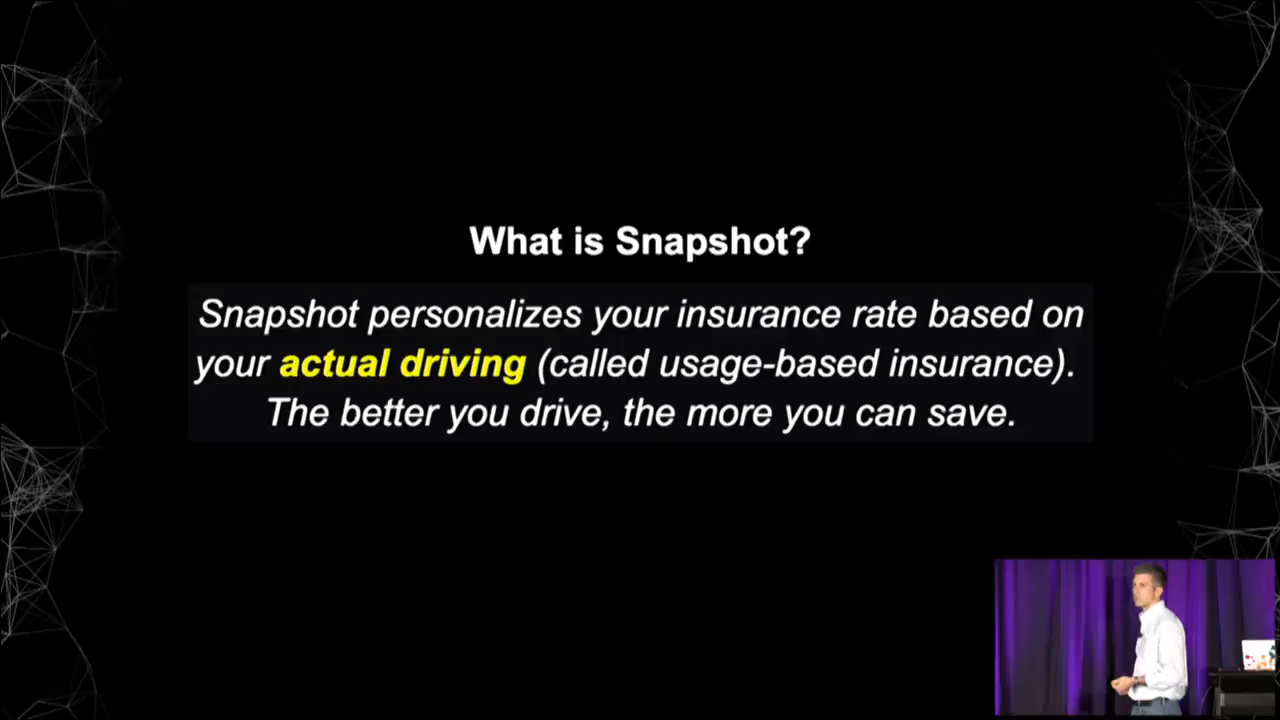 What is Snapshot?
Snapshot personalizes your insurance rate based on
your actual driving (called usage-based insurance).
The better you drive, the more you can save.